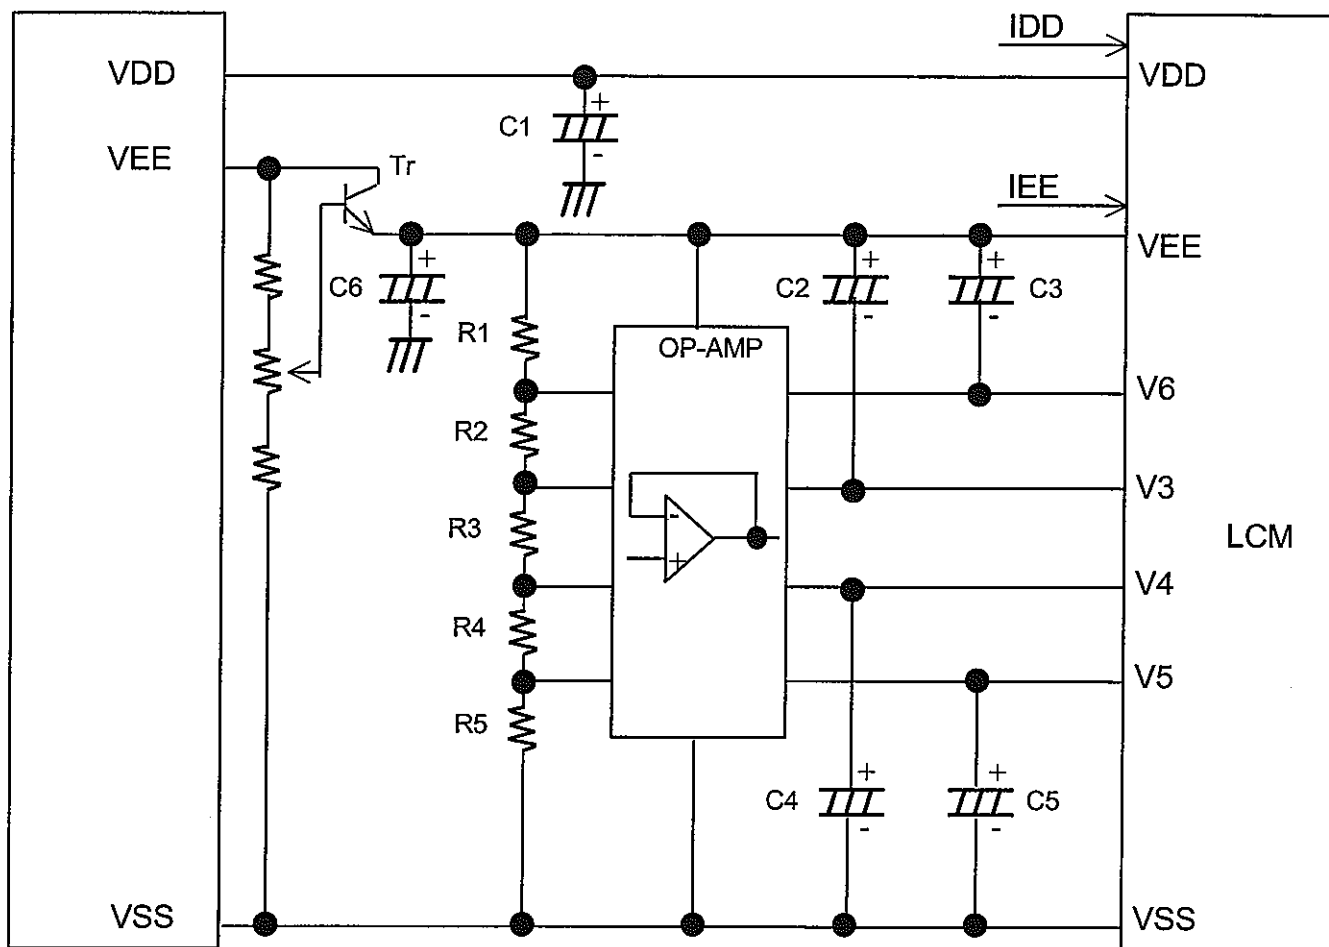 IDD
VDD
VDD
C1
+
-
VEE
Tr
IEE
VEE
C6
+
-
C2
+
-
C3
+
-
R1
OP-AMP
V6
R2
V3
R3
-
+
LCM
V4
R4
V5
R5
C4
+
-
C5
+
-
VSS
VSS